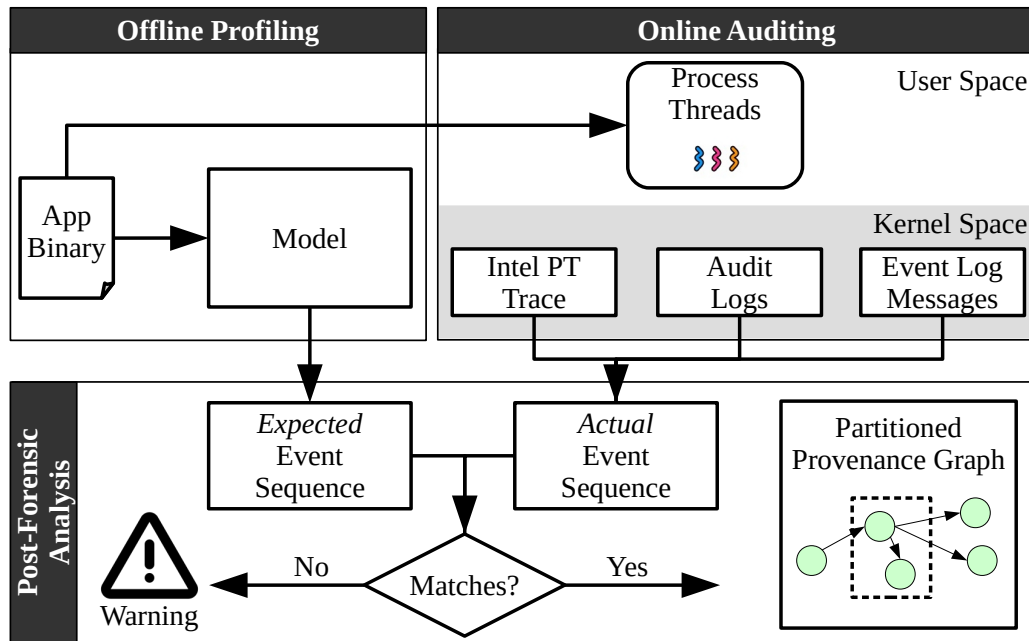 Offline Profiling
Online Auditing
Process
Threads
User Space
App
Binary
Model
Kernel Space
Intel PT
Trace
Audit
Logs
Event Log
Messages
Post-Forensic
Analysis
Expected
Event
Sequence
Actual
Event
Sequence
Partitioned
Provenance Graph
No
Matches?
Yes
Warning